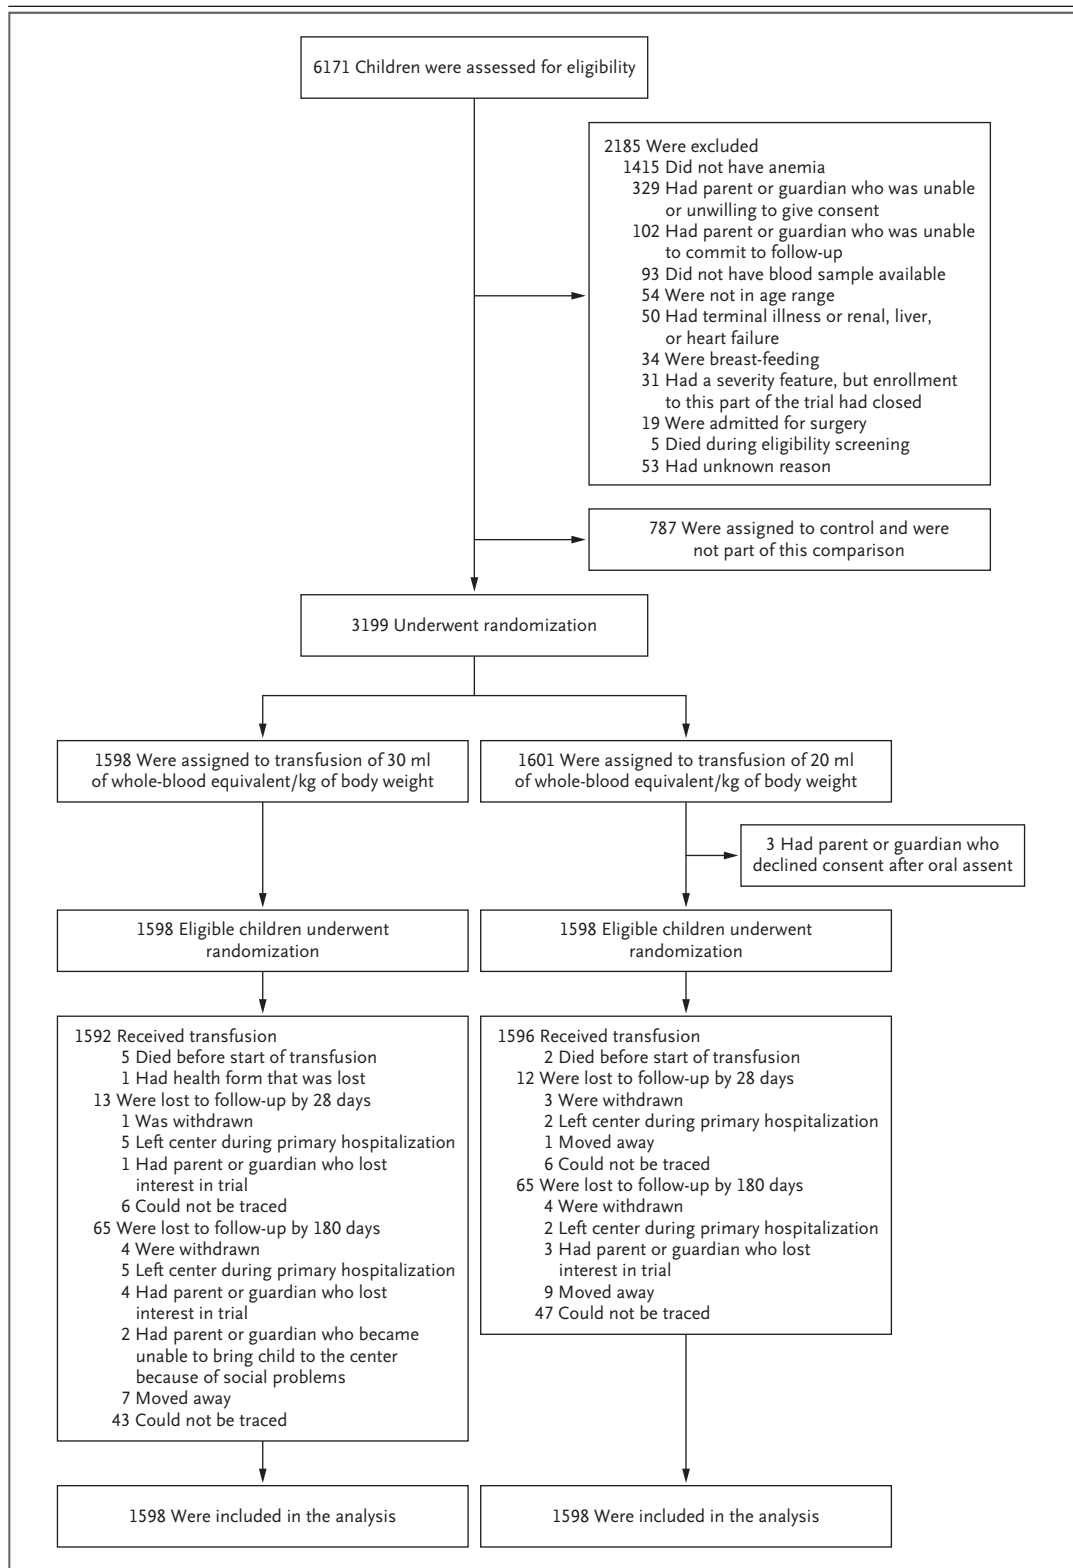 6171 Children were assessed for eligibility
2185 Were excluded
1415 Did not have anemia
329 Had parent or guardian who was unable
or unwilling to give consent
102 Had parent or guardian who was unable
to commit to follow-up
93 Did not have blood sample available
54 Were not in age range
50 Had terminal illness or renal, liver,
or heart failure
34 Were breast-feeding
31 Had a severity feature, but enrollment
to this part of the trial had closed
19 Were admitted for surgery
5 Died during eligibility screening
53 Had unknown reason
787 Were assigned to control and were
not part of this comparison
3199 Underwent randomization
1598 Were assigned to transfusion of 30 ml
of whole-blood equivalent/kg of body weight
1601 Were assigned to transfusion of 20 ml
of whole-blood equivalent/kg of body weight
3 Had parent or guardian who
declined consent after oral assent
1598 Eligible children underwent
randomization
1598 Eligible children underwent
randomization
1592 Received transfusion
5 Died before start of transfusion
1 Had health form that was lost
13 Were lost to follow-up by 28 days
1 Was withdrawn
5 Left center during primary hospitalization
1 Had parent or guardian who lost
interest in trial
6 Could not be traced
65 Were lost to follow-up by 180 days
4 Were withdrawn
5 Left center during primary hospitalization
4 Had parent or guardian who lost
interest in trial
2 Had parent or guardian who became
unable to bring child to the center
because of social problems
7 Moved away
43 Could not be traced
1596 Received transfusion
2 Died before start of transfusion
12 Were lost to follow-up by 28 days
3 Were withdrawn
2 Left center during primary hospitalization
1 Moved away
6 Could not be traced
65 Were lost to follow-up by 180 days
4 Were withdrawn
2 Left center during primary hospitalization
3 Had parent or guardian who lost
interest in trial
9 Moved away
47 Could not be traced
1598 Were included in the analysis
1598 Were included in the analysis